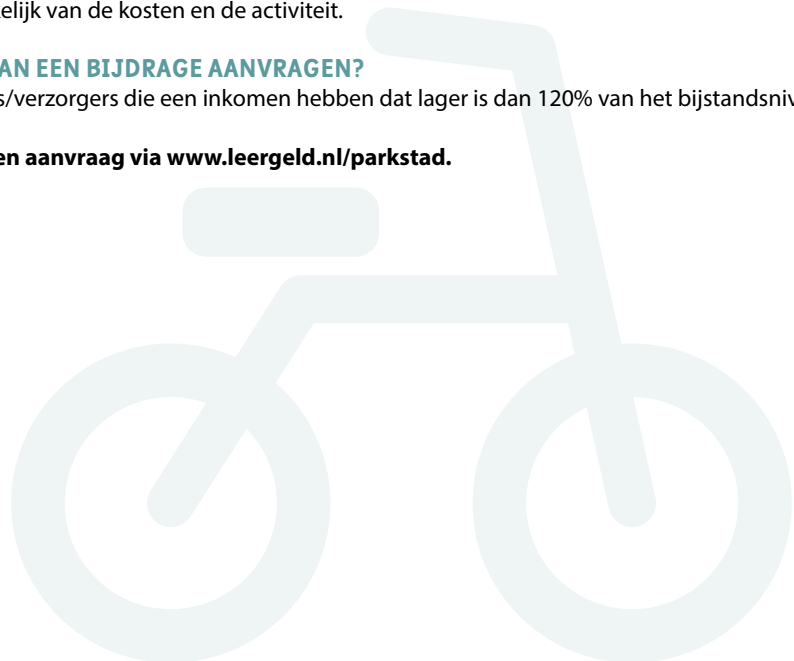 elijk van de kosten en de activiteit.
AN EEN BIJDRAGE AANVRAGEN?
s/verzorgers die een inkomen hebben dat lager is dan 120% van het bijstandsniv
en aanvraag via www.leergeld.nl/parkstad.